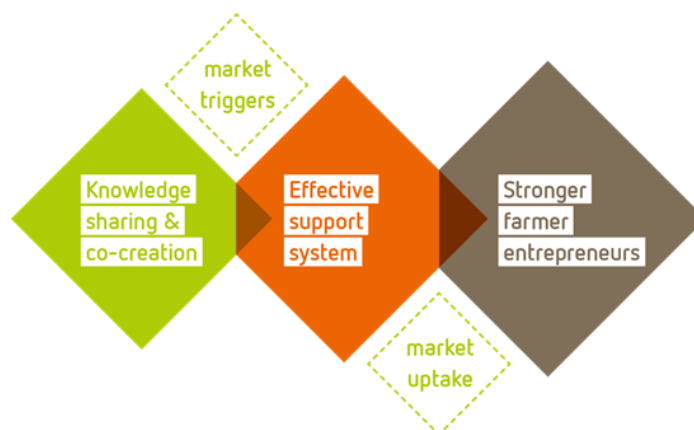 market
triggers
Knowledge
sharing &
co-creation
Effective
support
system
Stronger
farmer
entrepreneurs
market
uptake